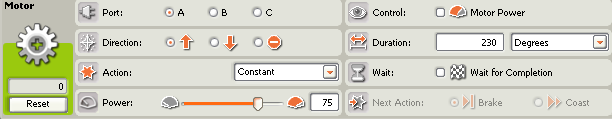 Motor
Port: A B C
Control: Motor Power
Direction:
Duration: 230 Degrees
Action: Constant
Wait: Wait for Completion
0
Reset
Power: 75
Next Action: Brake Coast